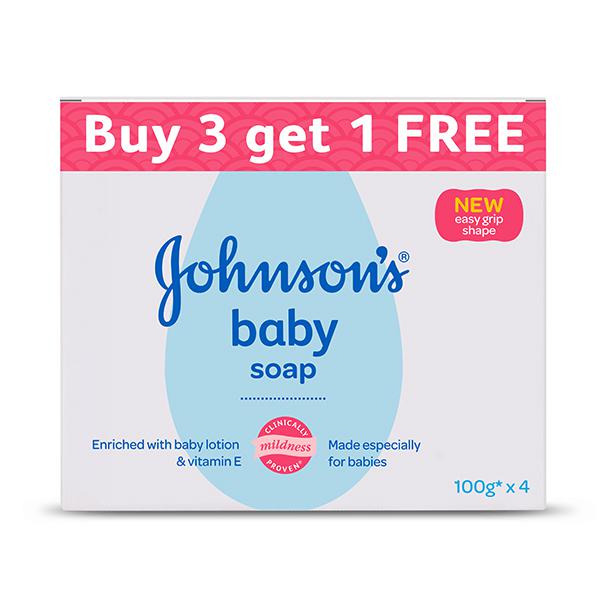 Buy 3 get 1 FREE
NEW
easy grip
shape
Johnson's®
baby
soap
Enriched with baby lotion
& vitamin E
CLINICALLY
mildness
PROVEN®
Made especially
for babies
100g* x 4